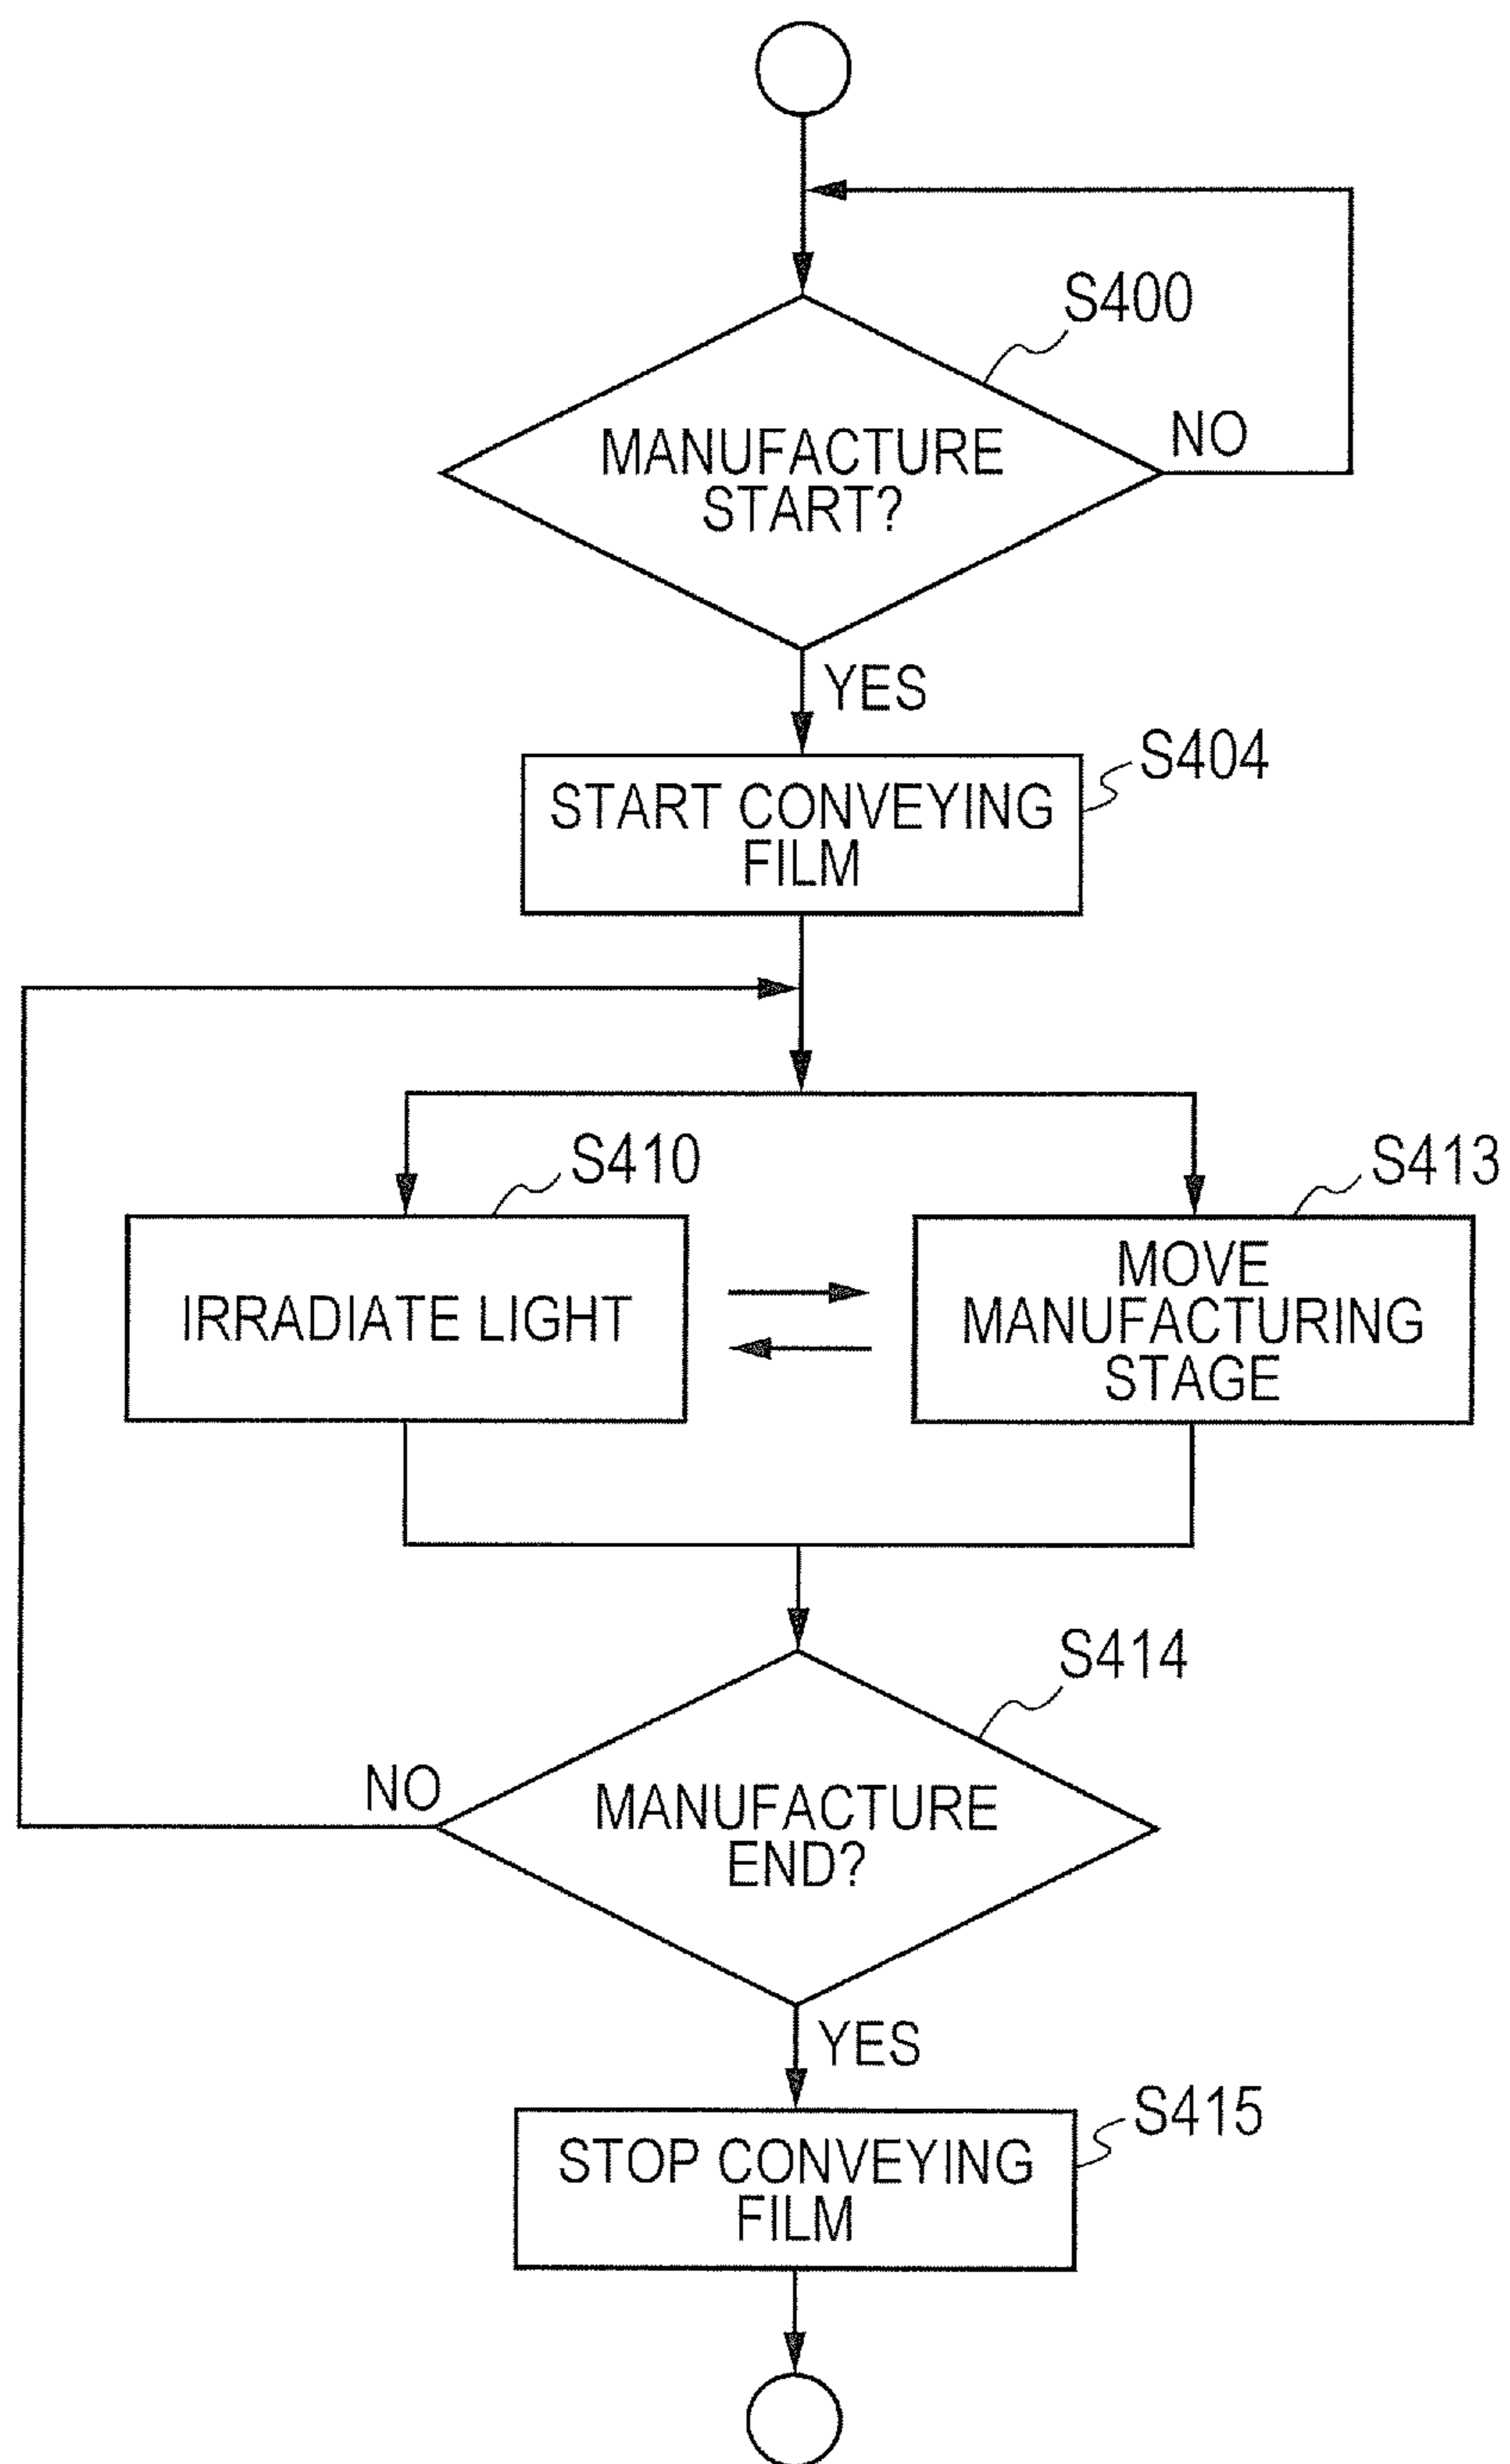 S400
MANUFACTURE
START?
NO
YES
S404
START CONVEYING
FILM
S410
S413
IRRADIATE LIGHT
MOVE
MANUFACTURING
STAGE
S414
NO
MANUFACTURE
END?
YES
S415
STOP CONVEYING
FILM